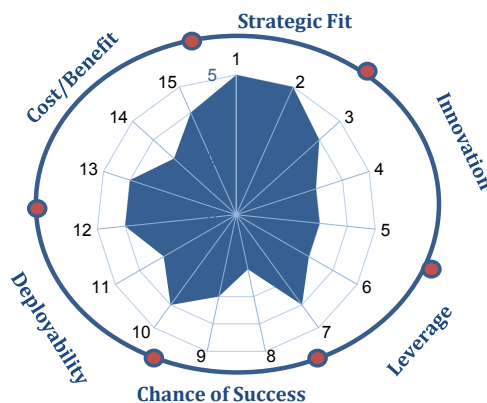 Strategic Fit
Cost/Benefit
Innovation
1
15
5
2
14
3
13
4
12
5
11
6
10
7
9
8
Deployability
Leverage
Chance of Success